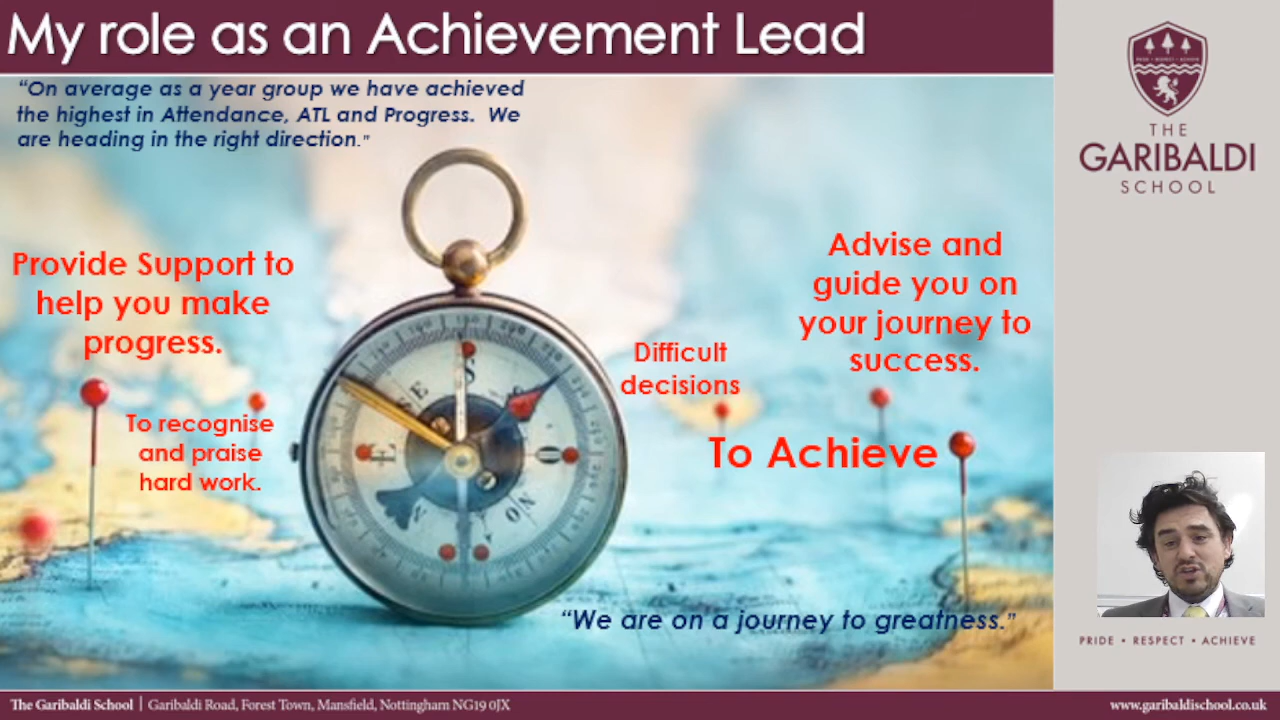 My role as an Achievement Lead
“On average as a year group we have achieved
the highest in Attendance, ATL and Progress. We
are heading in the right direction.”
Provide Support to
help you make
progress.
To recognise
and praise
hard work.
Difficult
decisions
Advise and
guide you on
your journey to
success.
To Achieve
“We are on a journey to greatness.”
S
E
E
O
N
NO
PRIDE • RESPECT • ACHIEVE
THE
GARIBALDI
SCHOOL
PRIDE • RESPECT • ACHIEVE
The Garibaldi School | Garibaldi Road, Forest Town, Mansfield, Nottingham NG19 0JX
www.garibaldischool.co.uk